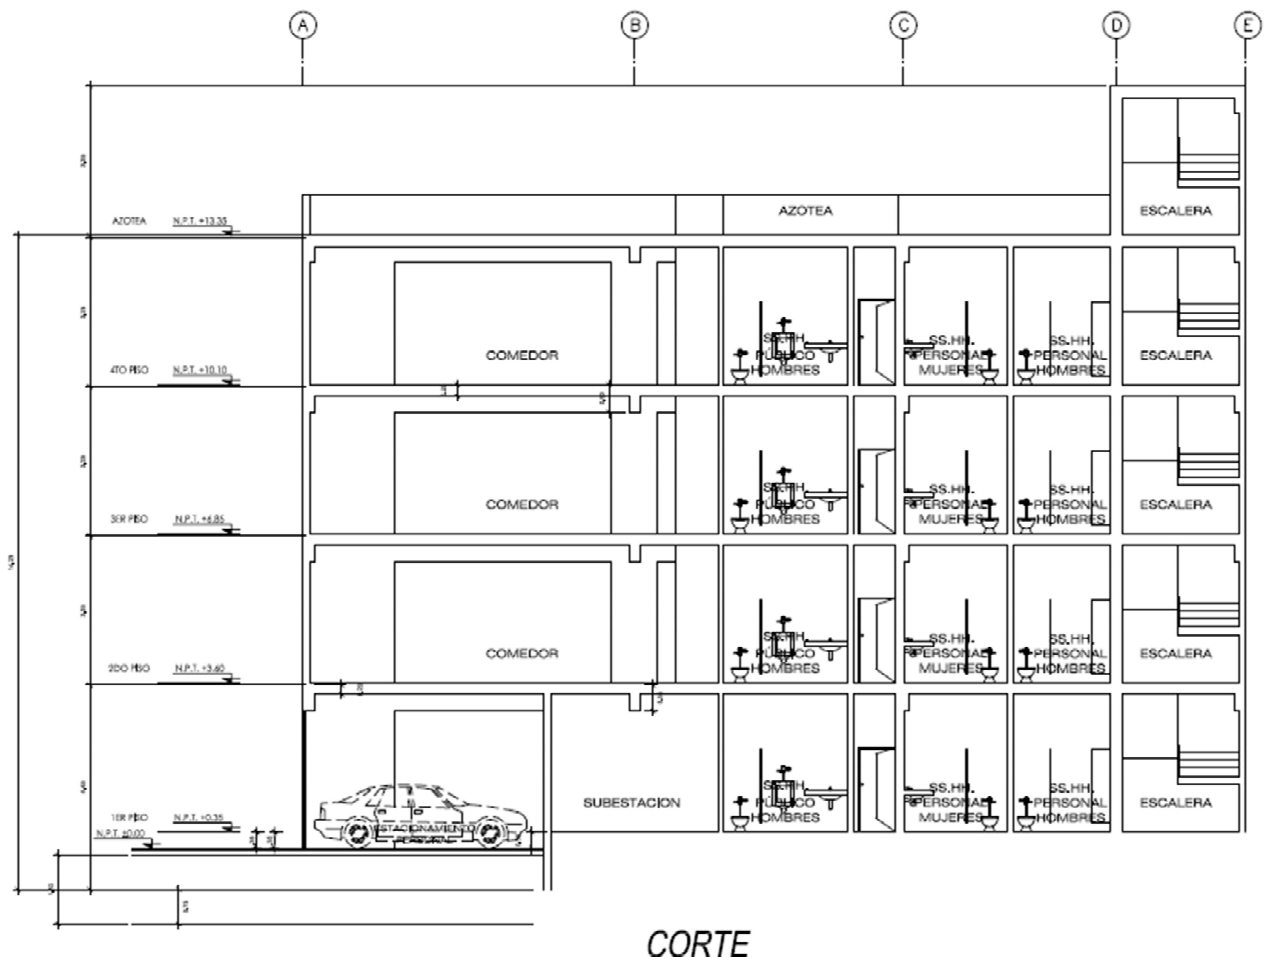 A B C D E
AZOTEA N.P.T. +13.35
AZOTEA
ESCALERA
4TO PISO N.P.T. +10.10
COMEDOR
SS.HH.
PÚBLICO
HOMBRES
SS.HH.
PERSONAL
MUJERES
SS.HH.
PERSONAL
HOMBRES
ESCALERA
3ER PISO N.P.T. +6.85
COMEDOR
SS.HH.
PÚBLICO
HOMBRES
SS.HH.
PERSONAL
MUJERES
SS.HH.
PERSONAL
HOMBRES
ESCALERA
2DO PISO N.P.T. +3.60
COMEDOR
SS.HH.
PÚBLICO
HOMBRES
SS.HH.
PERSONAL
MUJERES
SS.HH.
PERSONAL
HOMBRES
ESCALERA
1ER PISO N.P.T. +0.35
N.P.T. ±0.00
ESTACIONAMIENTO
SUBESTACION
SS.HH.
PÚBLICO
HOMBRES
SS.HH.
PERSONAL
MUJERES
SS.HH.
PERSONAL
HOMBRES
ESCALERA
CORTE